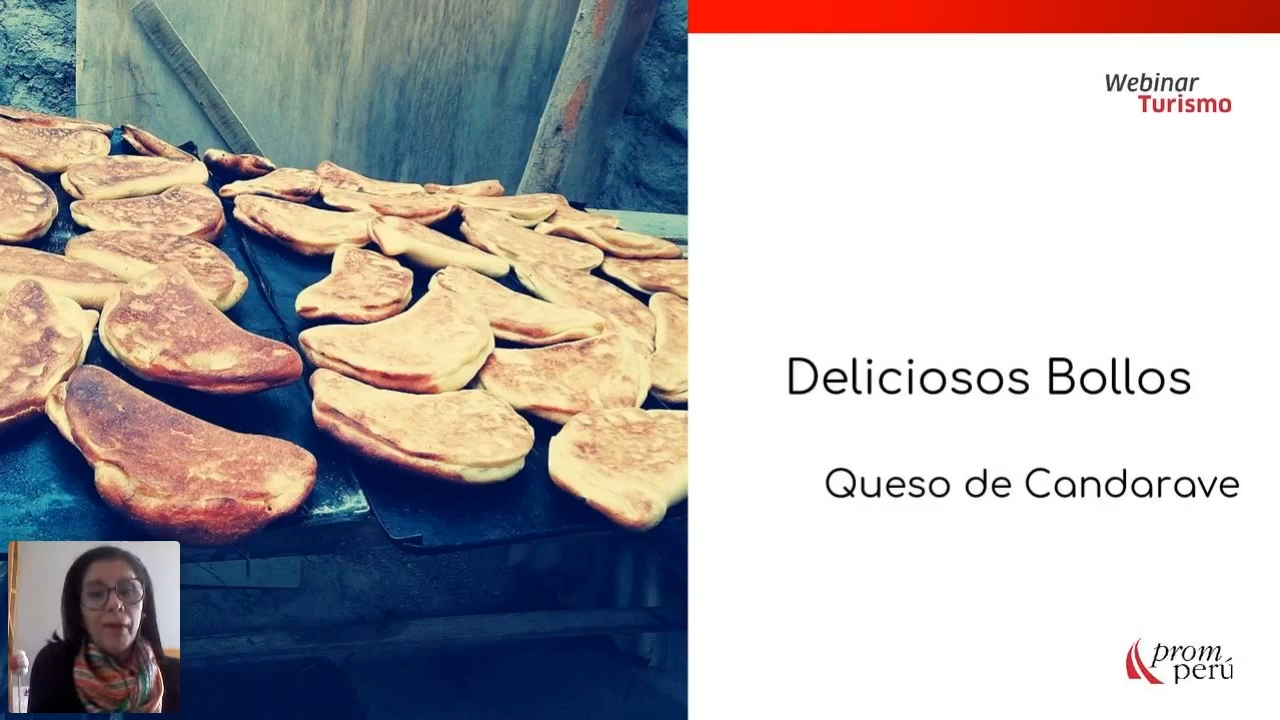 Webinar
Turismo
Deliciosos Bollos
Queso de Candarave
prom
perú